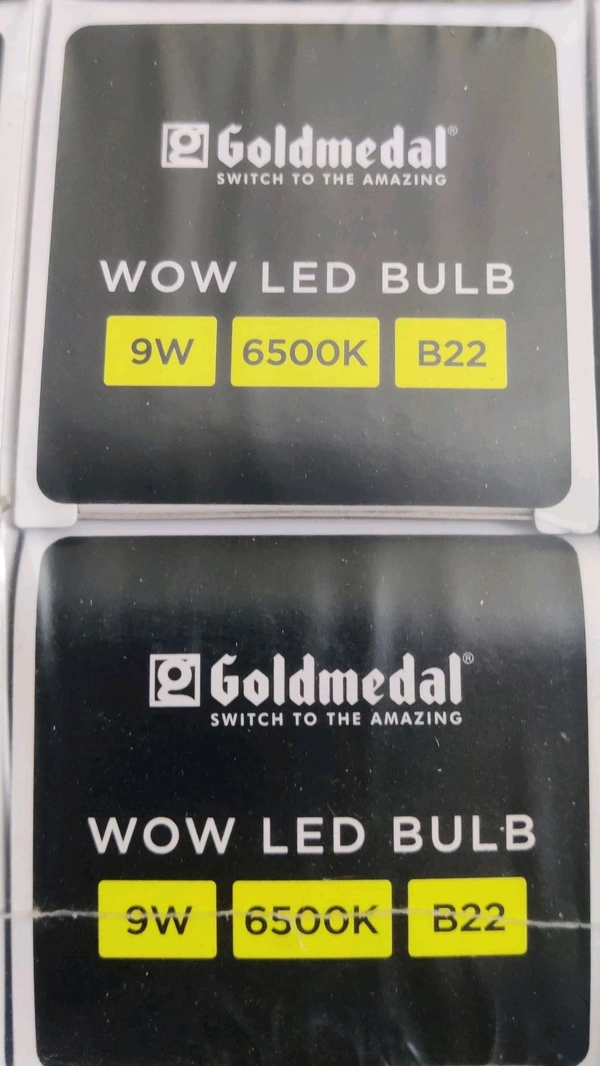 Goldmedal®
SWITCH TO THE AMAZING
WOW LED BULB
9W 6500K B22
Goldmedal®
SWITCH TO THE AMAZING
WOW LED BULB
9W 6500K B22